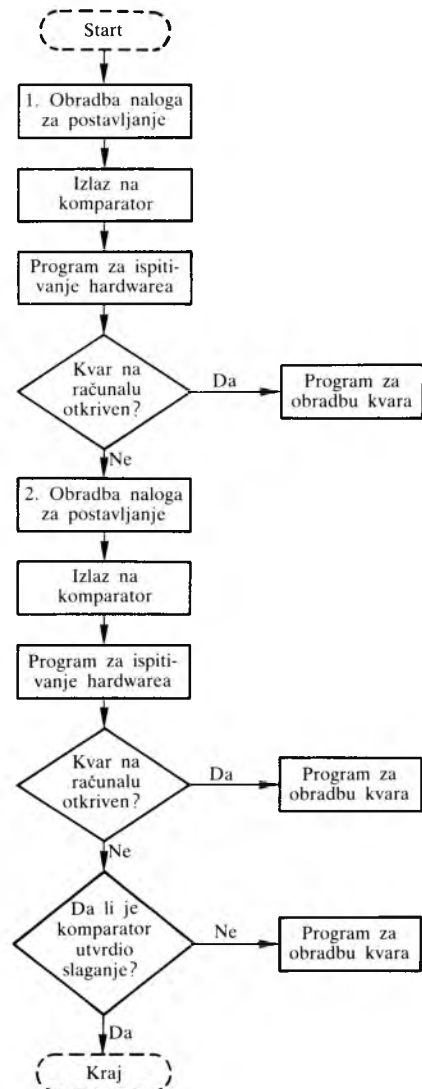 Start
1. Obradba naloga
za postavljanje
Izlaz na
komparator
Program za ispiti-
vanje hardwarea
Kvar na
računalu
otkriven?
Da
Program za
obradbu kvara
Ne
2. Obradba naloga
za postavljanje
Izlaz na
komparator
Program za ispiti-
vanje hardwarea
Kvar na
računalu
otkriven?
Da
Program za
obradbu kvara
Ne
Da li je
komparator
utvrdio
slaganje?
Ne
Program za
obradbu kvara
Da
Kraj